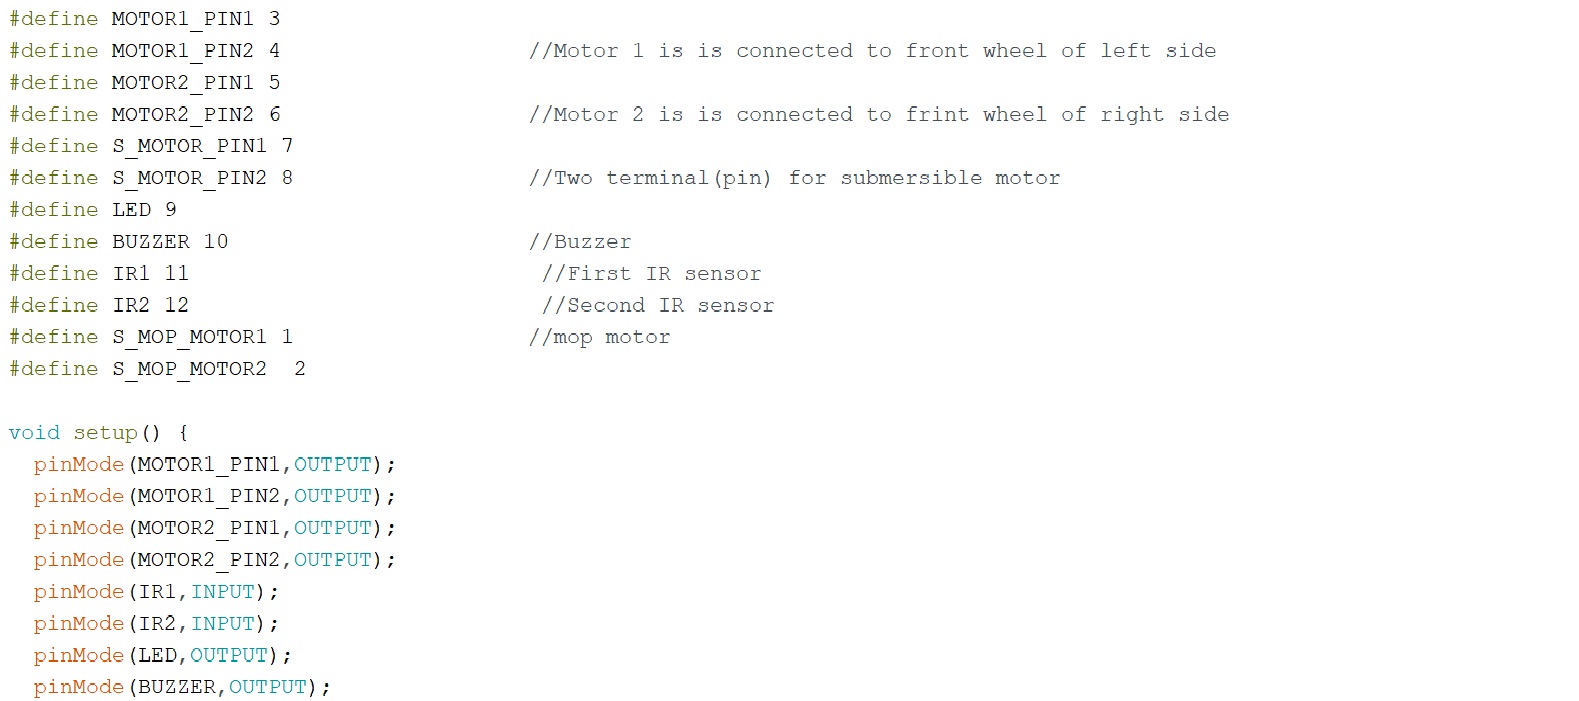 #define MOTOR1_PIN1 3
#define MOTOR1_PIN2 4 //Motor 1 is is connected to front wheel of left side
#define MOTOR2_PIN1 5
#define MOTOR2_PIN2 6 //Motor 2 is is connected to frint wheel of right side
#define S_MOTOR_PIN1 7
#define S_MOTOR_PIN2 8 //Two terminal(pin) for submersible motor
#define LED 9
#define BUZZER 10 //Buzzer
#define IR1 11 //First IR sensor
#define IR2 12 //Second IR sensor
#define S_MOP_MOTOR1 1 //mop motor
#define S_MOP_MOTOR2  2

void setup() {
  pinMode(MOTOR1_PIN1,OUTPUT);
  pinMode(MOTOR1_PIN2,OUTPUT);
  pinMode(MOTOR2_PIN1,OUTPUT);
  pinMode(MOTOR2_PIN2,OUTPUT);
  pinMode(IR1,INPUT);
  pinMode(IR2,INPUT);
  pinMode(LED,OUTPUT);
  pinMode(BUZZER,OUTPUT);